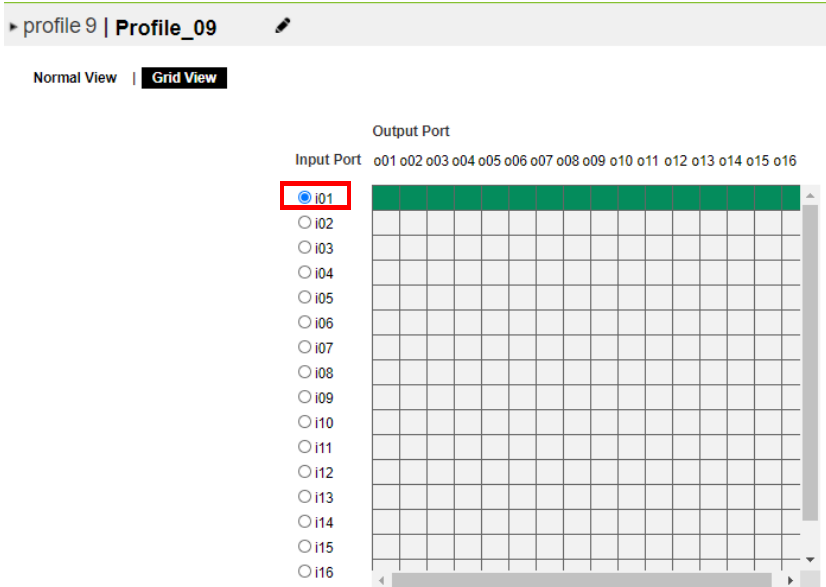 profile 9 | Profile_09
Normal View | Grid View
Output Port
Input Port o01 o02 o03 o04 o05 o06 o07 o08 o09 o10 o11 o12 o13 o14 o15 o16
i01
i02
i03
i04
i05
i06
i07
i08
i09
i10
i11
i12
i13
i14
i15
i16